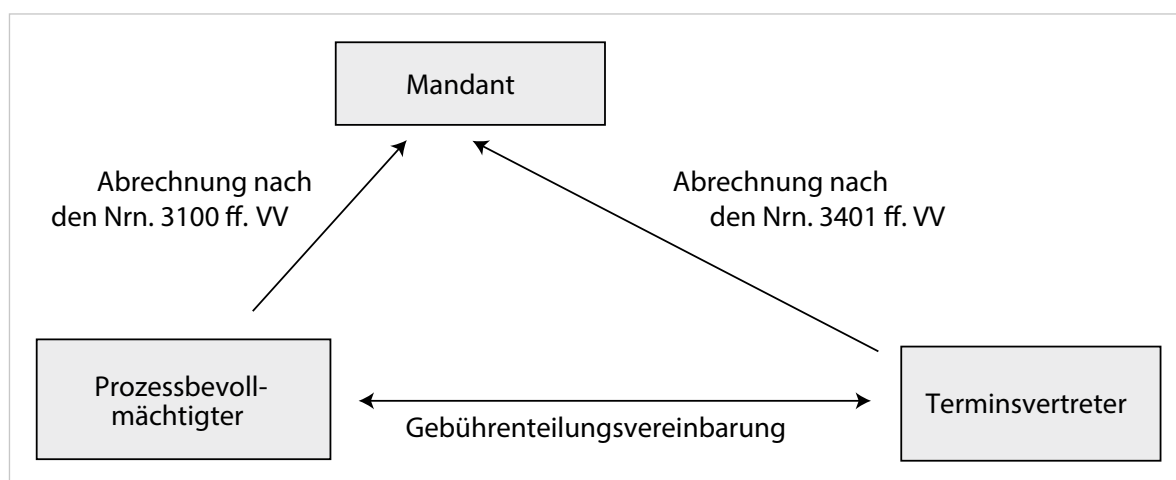 Mandant
Abrechnung nach
den Nrn. 3100 ff. VV
Abrechnung nach
den Nrn. 3401 ff. VV
Prozessbevoll-
mächtigter
Gebührenteilungsvereinbarung
Terminsvertreter